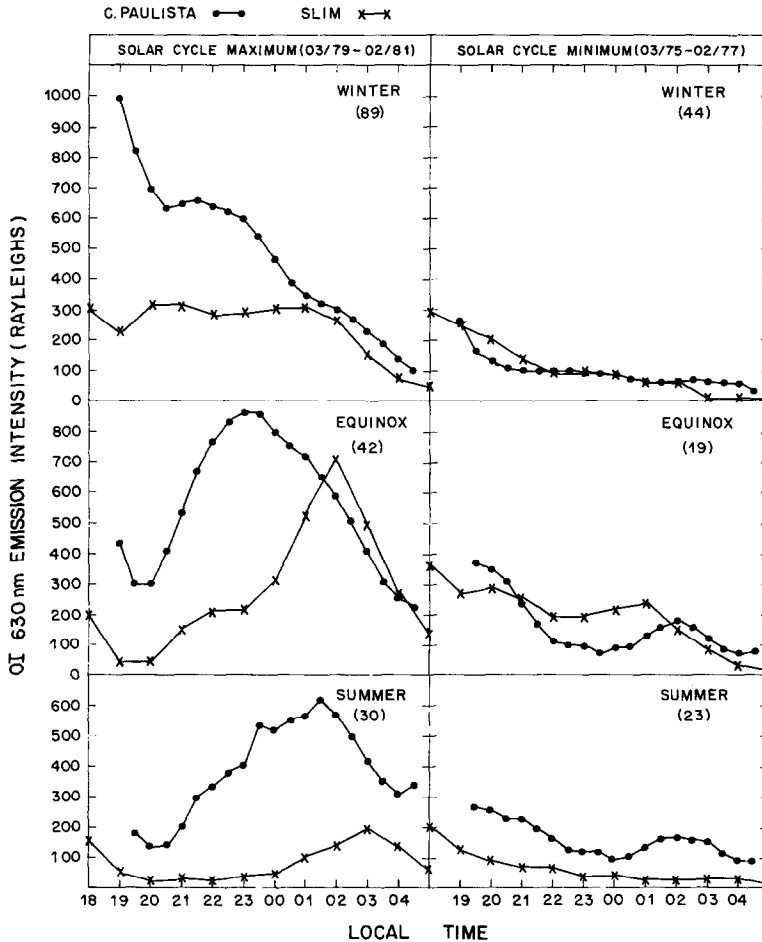 C. PAULISTA SLIM
SOLAR CYCLE MAXIMUM (03/79-02/81) SOLAR CYCLE MINIMUM (03/75-02/77)
WINTER
(89)
WINTER
(44)
1000
900
800
700
600
500
400
300
200
100
0
EQUINOX
(42)
EQUINOX
(19)
800
700
600
500
400
300
200
100
0
SUMMER
(30)
SUMMER
(23)
600
500
400
300
200
100
OI 630nm EMISSION INTENSITY (RAYLEIGHS)
18 19 20 21 22 23 00 01 02 03 04 19 20 21 22 23 00 01 02 03 04
LOCAL TIME